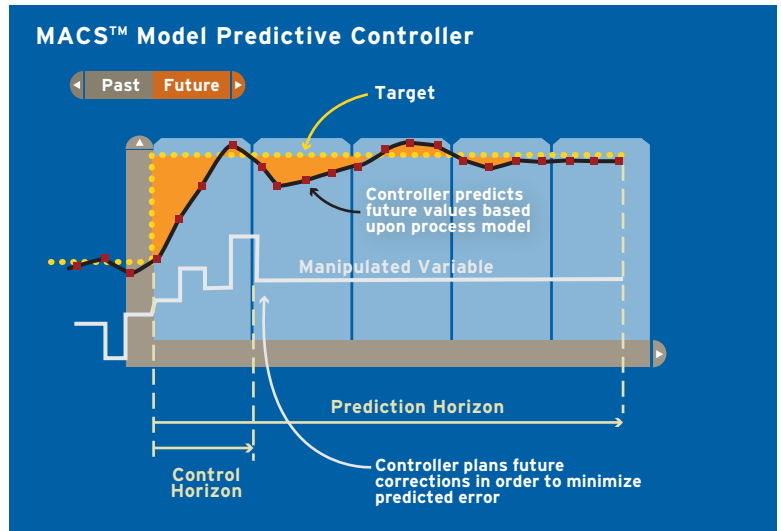 MACS™ Model Predictive Controller
Past Future
Target
Controller predicts
future values based
upon process model
Manipulated Variable
Prediction Horizon
Control
Horizon
Controller plans future
corrections in order to minimize
predicted error